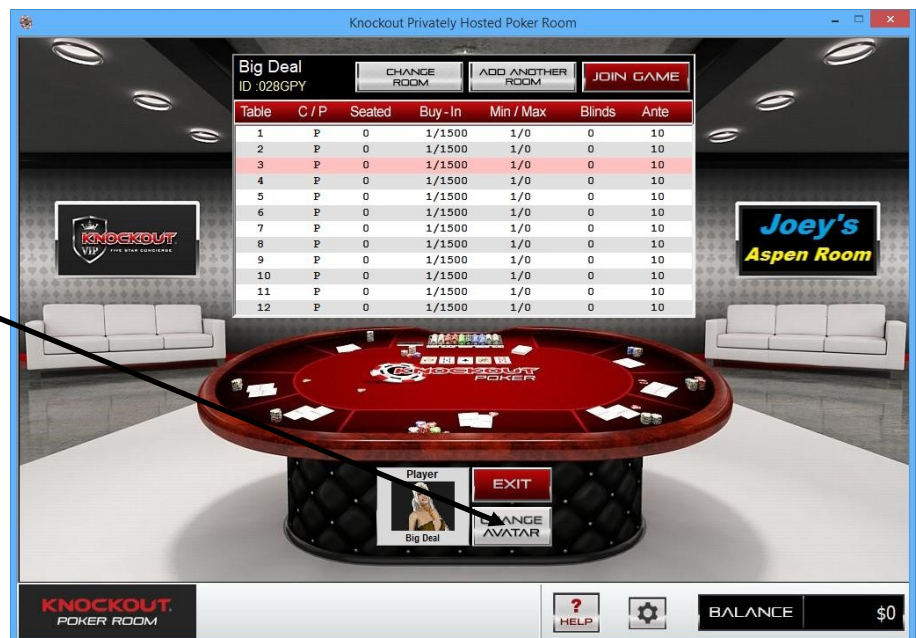 Knockout Privately Hosted Poker Room
Big Deal
ID :028GPY
CHANGE ROOM
ADD ANOTHER ROOM
JOIN GAME
Table C / P Seated Buy - In Min / Max Blinds Ante
1 P 0 1/1500 1/0 0 10
2 P 0 1/1500 1/0 0 10
3 P 0 1/1500 1/0 0 10
4 P 0 1/1500 1/0 0 10
5 P 0 1/1500 1/0 0 10
6 P 0 1/1500 1/0 0 10
7 P 0 1/1500 1/0 0 10
8 P 0 1/1500 1/0 0 10
9 P 0 1/1500 1/0 0 10
10 P 0 1/1500 1/0 0 10
11 P 0 1/1500 1/0 0 10
12 P 0 1/1500 1/0 0 10
KNOCKOUT
VIP FIVE STAR CONCIERGE
Joey's
Aspen Room
KNOCKOUT
POKER
Player
Big Deal
EXIT
CHANGE
AVATAR
KNOCKOUT.
POKER ROOM
?
HELP
BALANCE $0